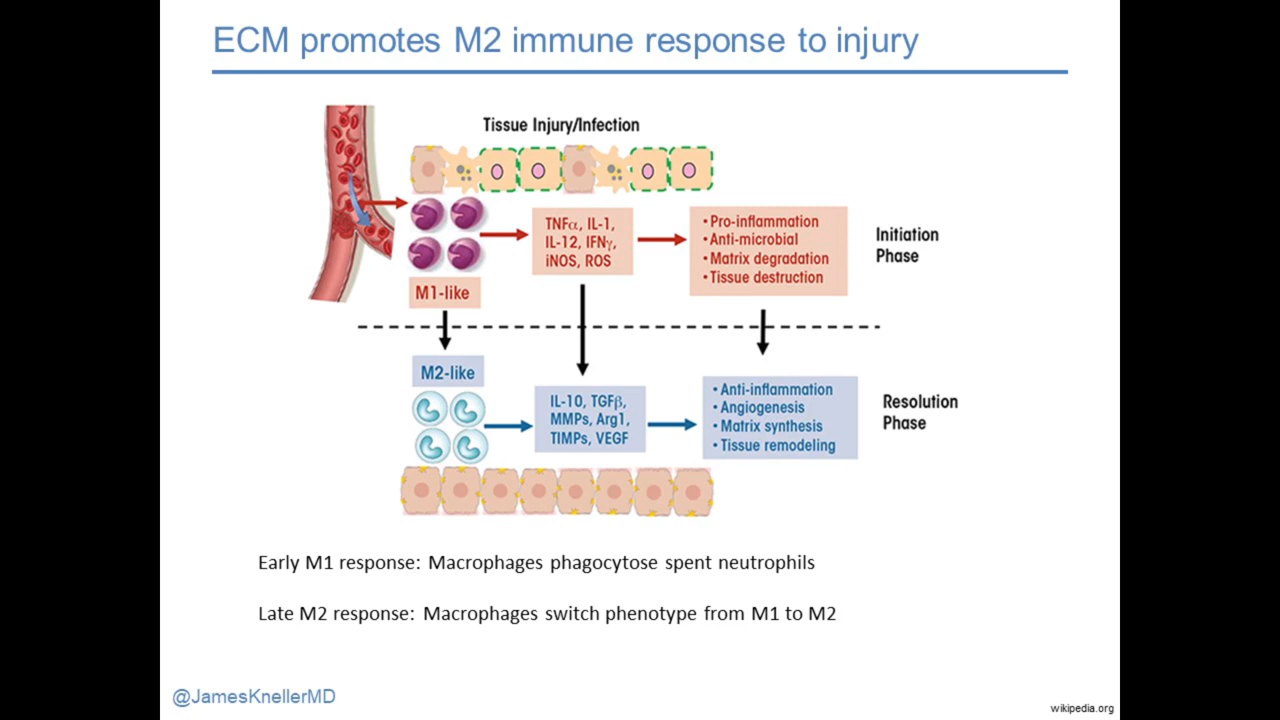 ECM promotes M2 immune response to injury
Tissue Injury/Infection
TNFα, IL-1,
IL-12, IFNγ,
iNOS, ROS
• Pro-inflammation
• Anti-microbial
• Matrix degradation
• Tissue destruction
Initiation
Phase
M1-like
M2-like
IL-10, TGFβ,
MMPs, Arg1,
TIMPs, VEGF
• Anti-inflammation
• Angiogenesis
• Matrix synthesis
• Tissue remodeling
Resolution
Phase
Early M1 response: Macrophages phagocytose spent neutrophils
Late M2 response: Macrophages switch phenotype from M1 to M2
@JamesKnellerMD
wikipedia.org